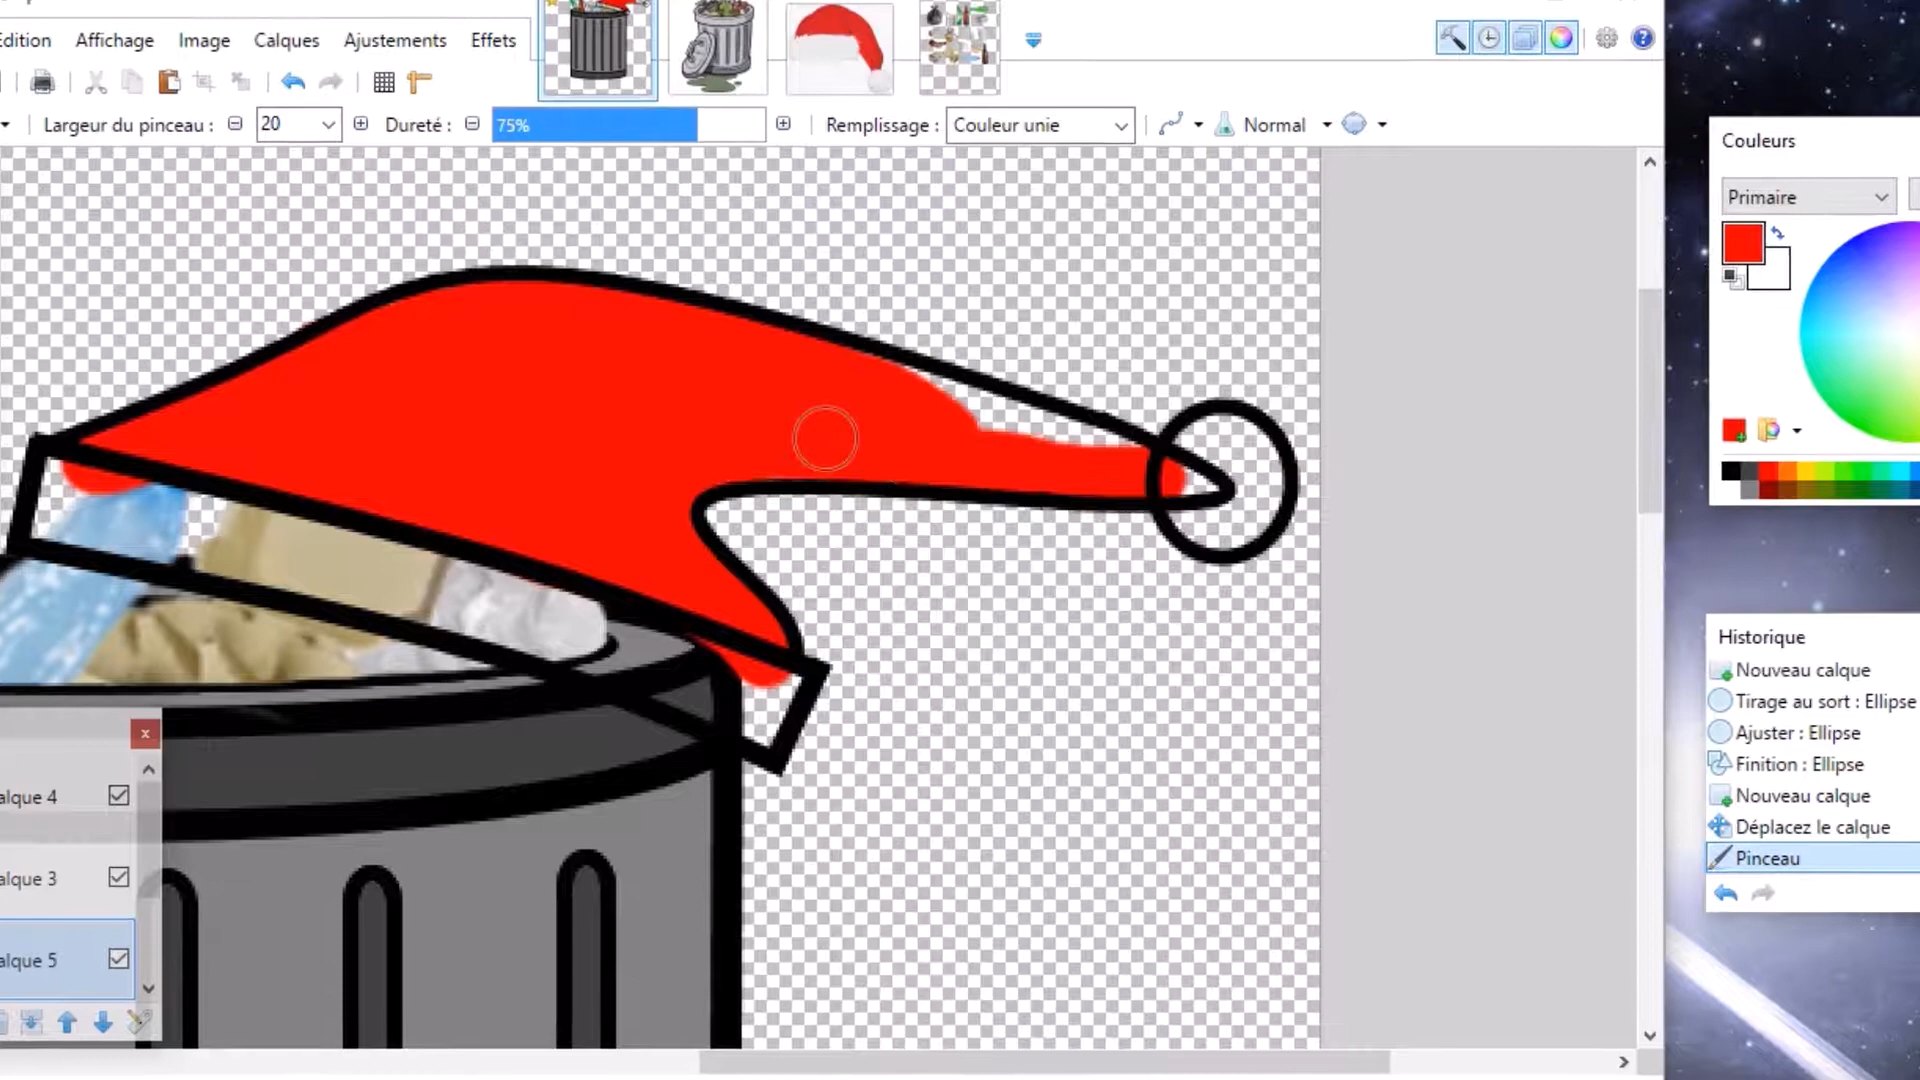 Edition Affichage Image Calques Ajustements Effets
Largeur du pinceau : 20 Dureté : 75% Remplissage : Couleur unie Normal
Couleurs
Primaire
Historique
Nouveau calque
Tirage au sort : Ellipse
Ajuster : Ellipse
Finition : Ellipse
Nouveau calque
Déplacez le calque
Pinceau
x
alque 4
alque 3
alque 5